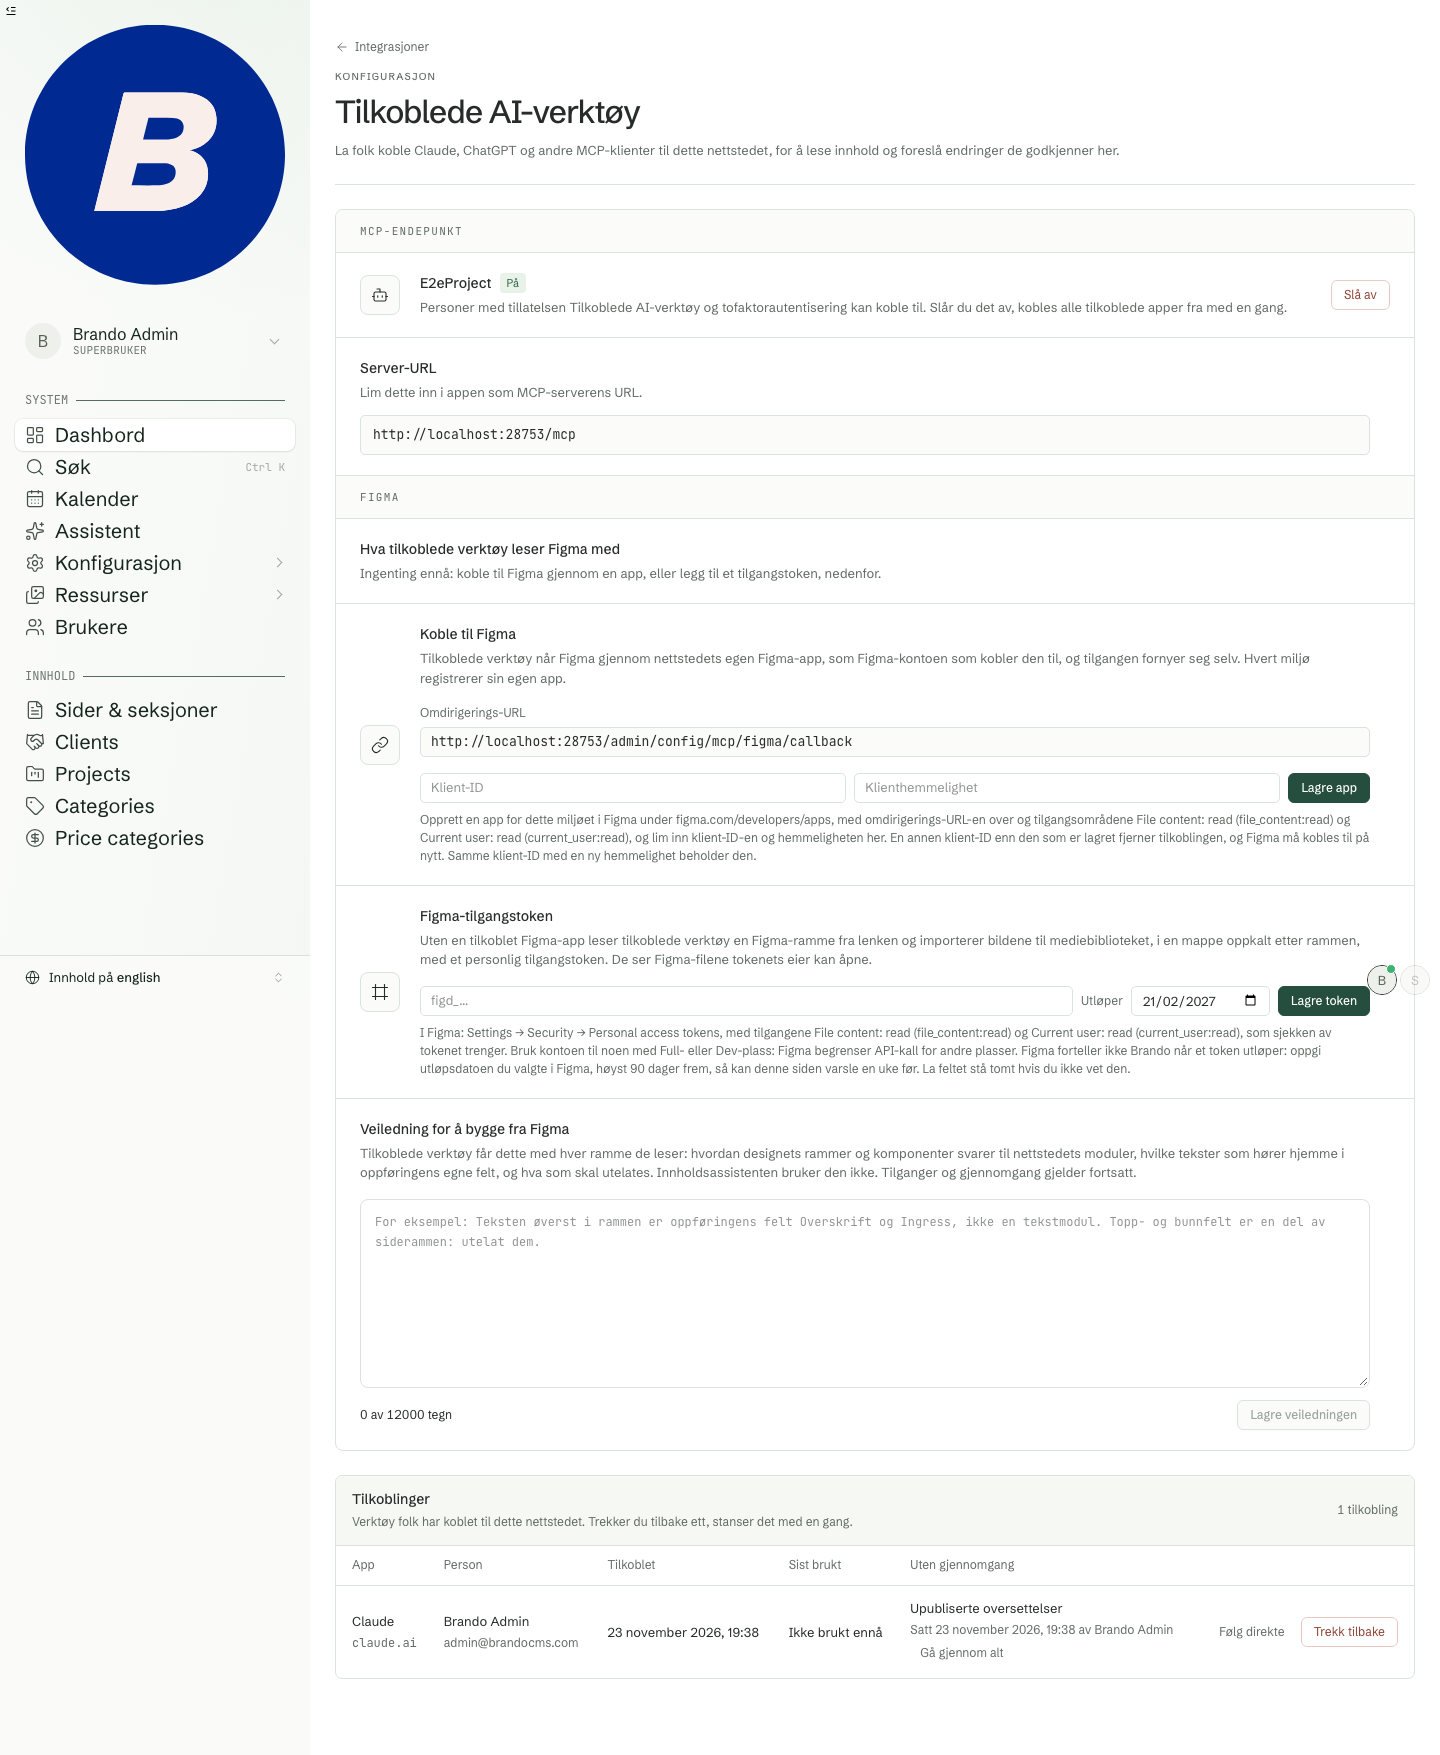 B
B
Brando Admin
SUPERBRUKER
SYSTEM
Dashbord
Søk
Ctrl K
Kalender
Assistent
Konfigurasjon
Ressurser
Brukere
INNHOLD
Sider & seksjoner
Clients
Projects
Categories
Price categories
Innhold på english
Integrasjoner
KONFIGURASJON
Tilkoblede AI-verktøy
La folk koble Claude, ChatGPT og andre MCP-klienter til dette nettstedet, for å lese innhold og foreslå endringer de godkjenner her.
MCP-ENDEPUNKT
E2eProject
På
Personer med tillatelsen Tilkoblede AI-verktøy og tofaktorautentisering kan koble til. Slår du det av, kobles alle tilkoblede apper fra med en gang.
Slå av
Server-URL
Lim dette inn i appen som MCP-serverens URL.
http://localhost:28753/mcp
FIGMA
Hva tilkoblede verktøy leser Figma med
Ingenting ennå: koble til Figma gjennom en app, eller legg til et tilgangstoken, nedenfor.
Koble til Figma
Tilkoblede verktøy når Figma gjennom nettstedets egen Figma-app, som Figma-kontoen som kobler den til, og tilgangen fornyer seg selv. Hvert miljø
registrerer sin egen app.
Omdirigerings-URL
http://localhost:28753/admin/config/mcp/figma/callback
Klient-ID
Klienthemmelighet
Lagre app
Opprett en app for dette miljøet i Figma under figma.com/developers/apps, med omdirigerings-URL-en over og tilgangsområdene File content: read (file_content:read) og
Current user: read (current_user:read), og lim inn klient-ID-en og hemmeligheten her. En annen klient-ID enn den som er lagret fjerner tilkoblingen, og Figma må kobles til på
nytt. Samme klient-ID med en ny hemmelighet beholder den.
Figma-tilgangstoken
Uten en tilkoblet Figma-app leser tilkoblede verktøy en Figma-ramme fra lenken og importerer bildene til mediebiblioteket, i en mappe oppkalt etter rammen,
med et personlig tilgangstoken. De ser Figma-filene tokenets eier kan åpne.
figd_…
Utløper
21/02/2027
Lagre token
B
S
I Figma: Settings → Security → Personal access tokens, med tilgangene File content: read (file_content:read) og Current user: read (current_user:read), som sjekken av
tokenet trenger. Bruk kontoen til noen med Full- eller Dev-plass: Figma begrenser API-kall for andre plasser. Figma forteller ikke Brando når et token utløper: oppgi
utløpsdatoen du valgte i Figma, høyst 90 dager frem, så kan denne siden varsle en uke før. La feltet stå tomt hvis du ikke vet den.
Veiledning for å bygge fra Figma
Tilkoblede verktøy får dette med hver ramme de leser: hvordan designets rammer og komponenter svarer til nettstedets moduler, hvilke tekster som hører hjemme i
oppføringens egne felt, og hva som skal utelates. Innholdsassistenten bruker den ikke. Tilganger og gjennomgang gjelder fortsatt.
For eksempel: Teksten øverst i rammen er oppføringens felt Overskrift og Ingress, ikke en tekstmodul. Topp- og bunnfelt er en del av
siderammen: utelat dem.
0 av 12000 tegn
Lagre veiledningen
Tilkoblinger
Verktøy folk har koblet til dette nettstedet. Trekker du tilbake ett, stanser det med en gang.
1 tilkobling
App
Person
Tilkoblet
Sist brukt
Uten gjennomgang
Claude
claude.ai
Brando Admin
admin@brandocms.com
23 november 2026, 19:38
Ikke brukt ennå
Upubliserte oversettelser
Satt 23 november 2026, 19:38 av Brando Admin
Gå gjennom alt
Følg direkte
Trekk tilbake